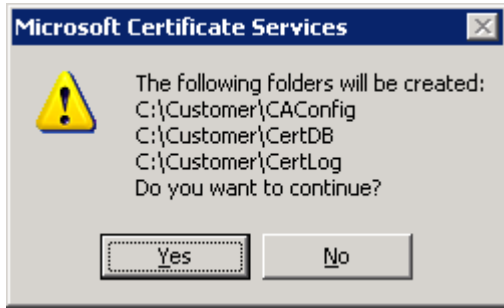 Microsoft Certificate Services
The following folders will be created:
C:\Customer\CAConfig
C:\Customer\CertDB
C:\Customer\CertLog
Do you want to continue?
Yes
No